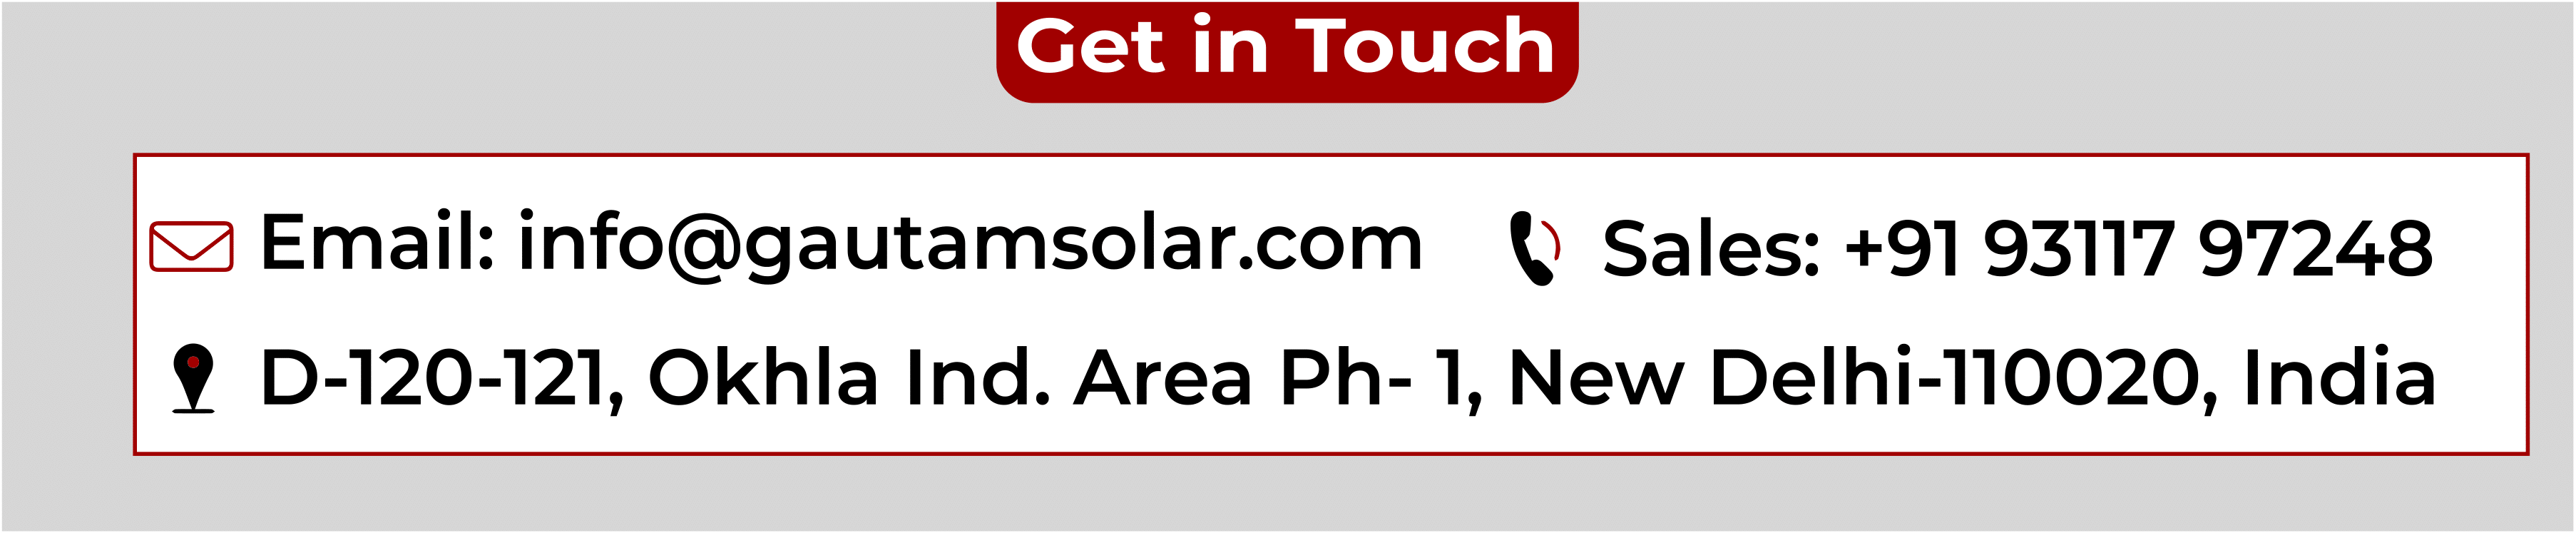 Get in Touch
Email: info@gautamsolar.com
Sales: +91 93117 97248
D-120-121, Okhla Ind. Area Ph- 1, New Delhi-110020, India